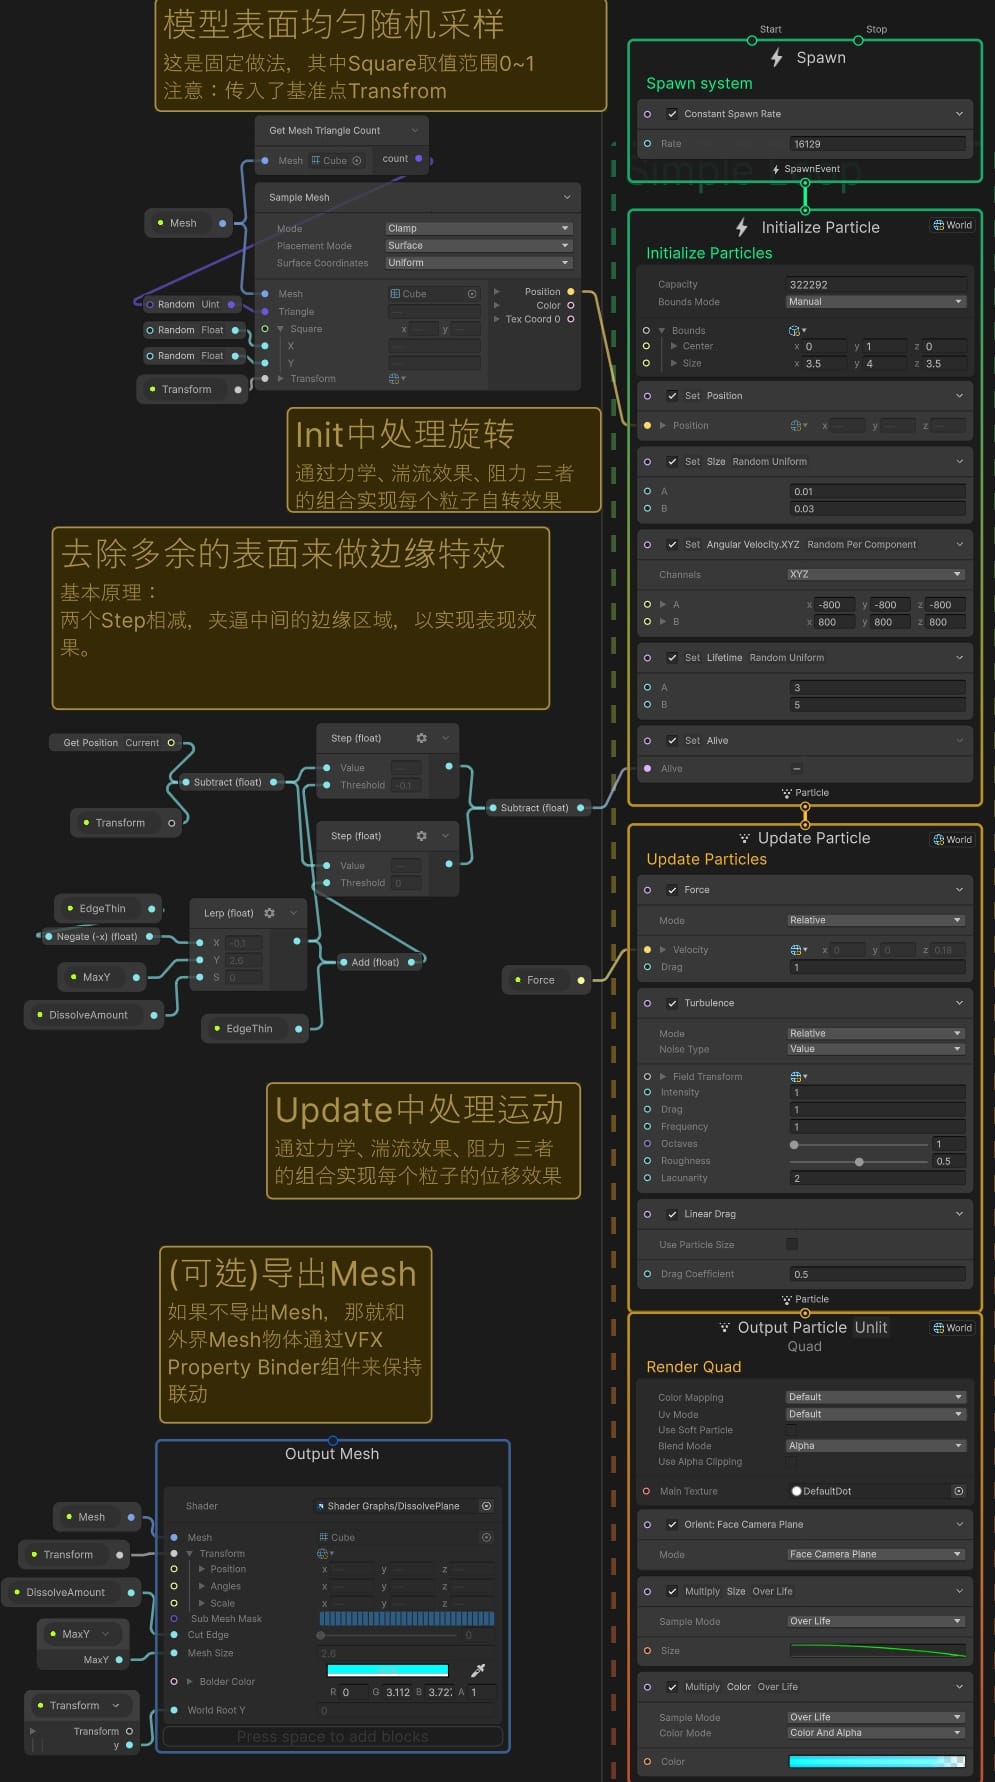 模型表面均匀随机采样
这是固定做法，其中Square取值范围0~1
注意：传入了基准点Transfrom
Get Mesh Triangle Count
Mesh Cube count
Sample Mesh
Mode Clamp
Placement Mode Surface
Surface Coordinates Uniform
Mesh
Mesh Cube Position
Random Uint Triangle Color
Random Float Square x y Tex Coord 0
X
Random Float Y
Transform Transform
Init中处理旋转
通过力学、湍流效果、阻力 三者
的组合实现每个粒子自转效果
去除多余的表面来做边缘特效
基本原理：
两个Step相减，夹逼中间的边缘区域，以实现表现效
果。
Get Position Current
Subtract (float)
Transform
Step (float)
Value
Threshold -0.1
Subtract (float)
Step (float)
Value
Threshold 0
EdgeThin
Negate (-x) (float)
MaxY
DissolveAmount
Lerp (float)
X -0.1
Y 2.6
S 0
Add (float)
EdgeThin
Force
Update中处理运动
通过力学、湍流效果、阻力 三者
的组合实现每个粒子的位移效果
(可选)导出Mesh
如果不导出Mesh，那就和
外界Mesh物体通过VFX
Property Binder组件来保持
联动
Output Mesh
Shader Shader Graphs/DissolvePlane
Mesh Mesh Cube
Transform Transform
Position x y z
Angles x y z
Scale x y z
DissolveAmount Sub Mesh Mask
Cut Edge 0
MaxY Mesh Size 2.6
MaxY
Bolder Color
R 0 G 3.112 B 3.72 A 1
Transform World Root Y 0
Transform
y
Press space to add blocks
Start Stop
Spawn
Spawn system
Constant Spawn Rate
Rate 16129
Simple Loop
SpawnEvent
Initialize Particle World
Initialize Particles
Capacity 322292
Bounds Mode Manual
Bounds
Center x 0 y 1 z 0
Size x 3.5 y 4 z 3.5
Set Position
Position x y z
Set Size Random Uniform
A 0.01
B 0.03
Set Angular Velocity.XYZ Random Per Component
Channels XYZ
A x -800 y -800 z -800
B x 800 y 800 z 800
Set Lifetime Random Uniform
A 3
B 5
Set Alive
Alive
Particle
Update Particle World
Update Particles
Force
Mode Relative
Velocity x 0 y 0 z 0.18
Drag 1
Turbulence
Mode Relative
Noise Type Value
Field Transform
Intensity 1
Drag 1
Frequency 1
Octaves 1
Roughness 0.5
Lacunarity 2
Linear Drag
Use Particle Size
Drag Coefficient 0.5
Particle
Output Particle Unlit World
Quad
Render Quad
Color Mapping Default
Uv Mode Default
Use Soft Particle
Blend Mode Alpha
Use Alpha Clipping
Main Texture DefaultDot
Orient: Face Camera Plane
Mode Face Camera Plane
Multiply Size Over Life
Sample Mode Over Life
Size
Multiply Color Over Life
Sample Mode Over Life
Color Mode Color And Alpha
Color